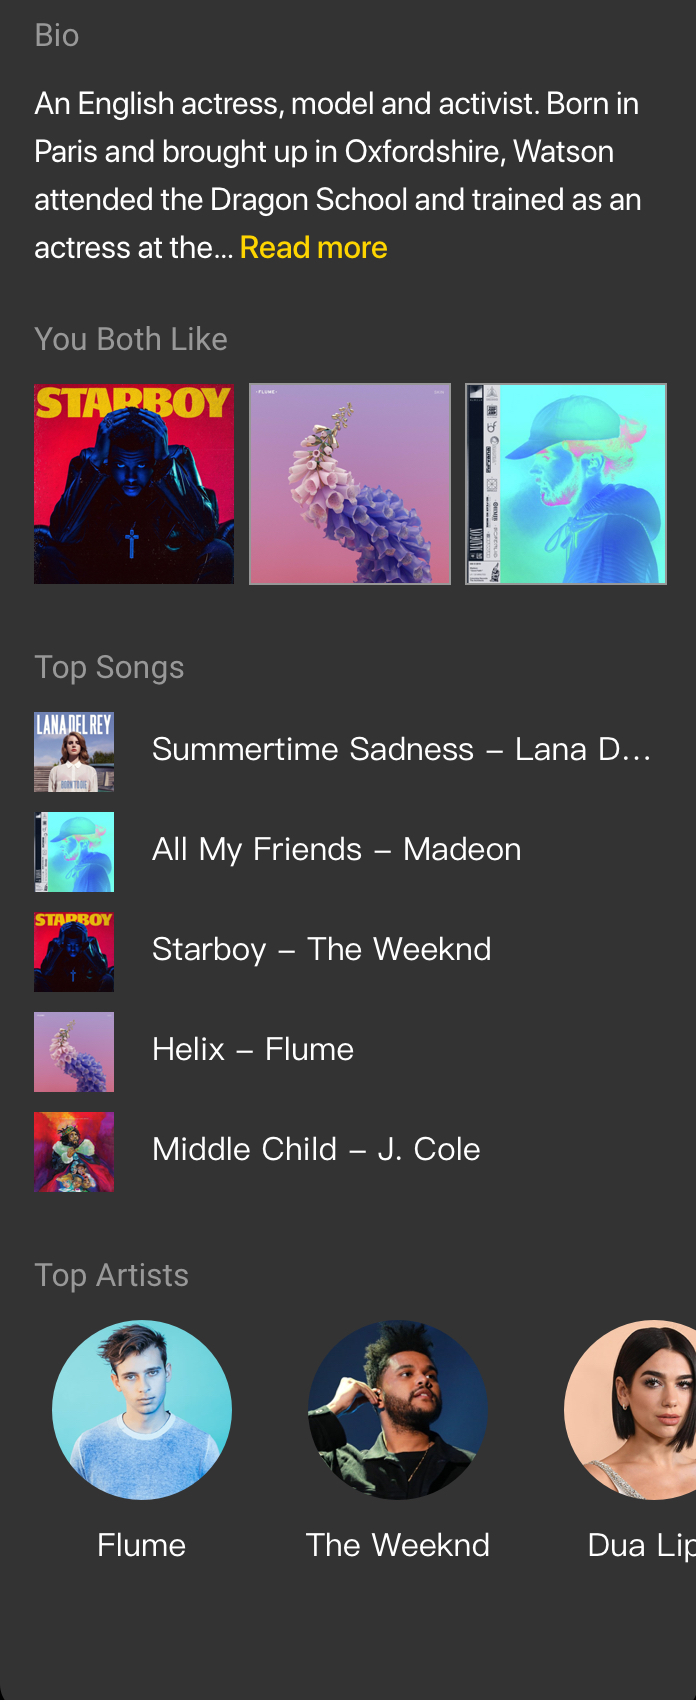 Bio
An English actress, model and activist. Born in
Paris and brought up in Oxfordshire, Watson
attended the Dragon School and trained as an
actress at the... Read more
You Both Like
STARBOY
FLUME
Top Songs
LANA DEL REY
BORN TO DIE
Summertime Sadness – Lana D...
All My Friends – Madeon
STARBOY
Starboy – The Weeknd
Helix – Flume
Middle Child – J. Cole
Top Artists
Flume
The Weeknd
Dua Lip